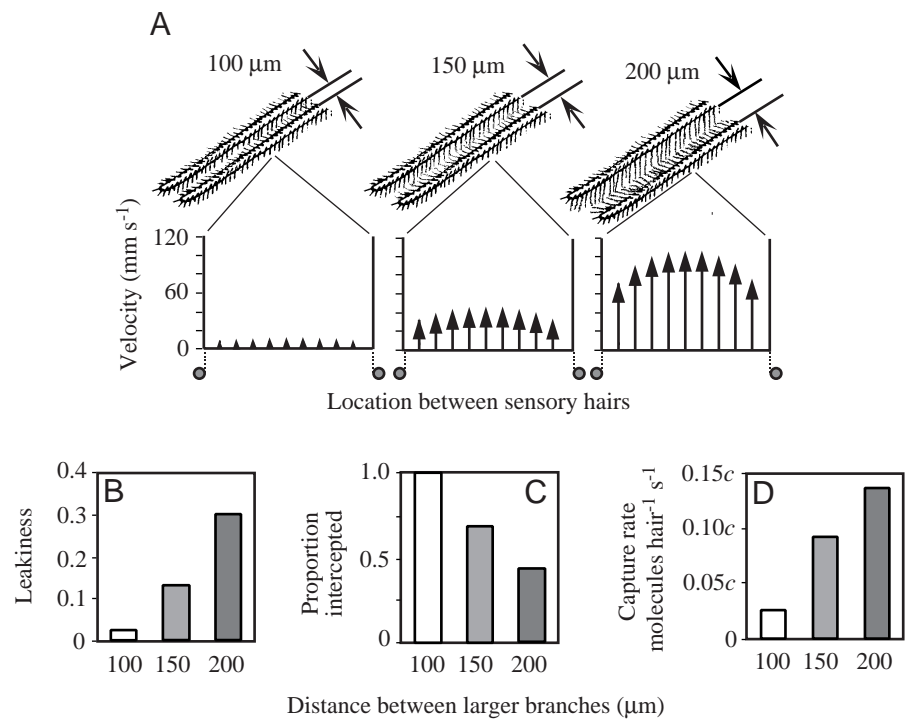 A
100 µm 150 µm 200 µm
Velocity (mm s-1)
120
60
0
Location between sensory hairs
B
Leakiness
0.4
0.3
0.2
0.1
0
100 150 200
C
Proportion
intercepted
1.0
0.5
0
100 150 200
D
Capture rate
molecules hair-1 s-1
0.15c
0.10c
0.05c
0
100 150 200
Distance between larger branches (µm)